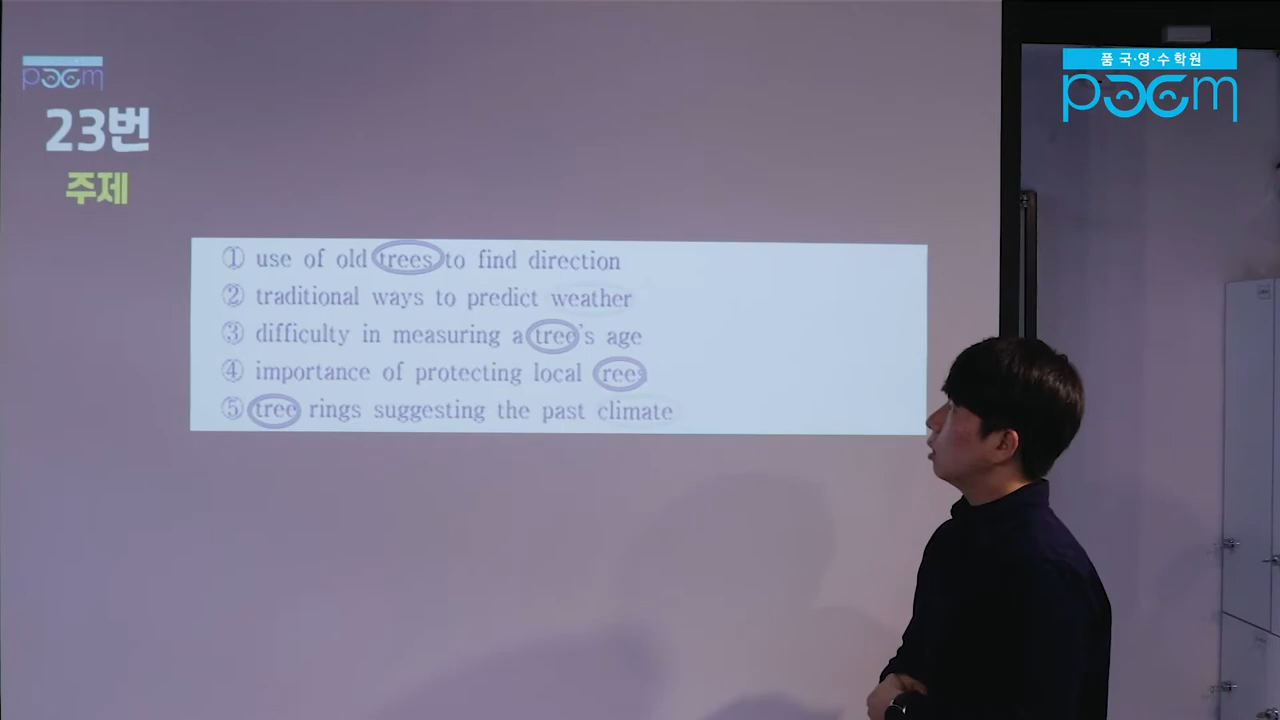 품 국·영·수 학원
poom
poom
23번
주제
① use of old trees to find direction
② traditional ways to predict weather
③ difficulty in measuring a tree's age
④ importance of protecting local rees
⑤ tree rings suggesting the past climate